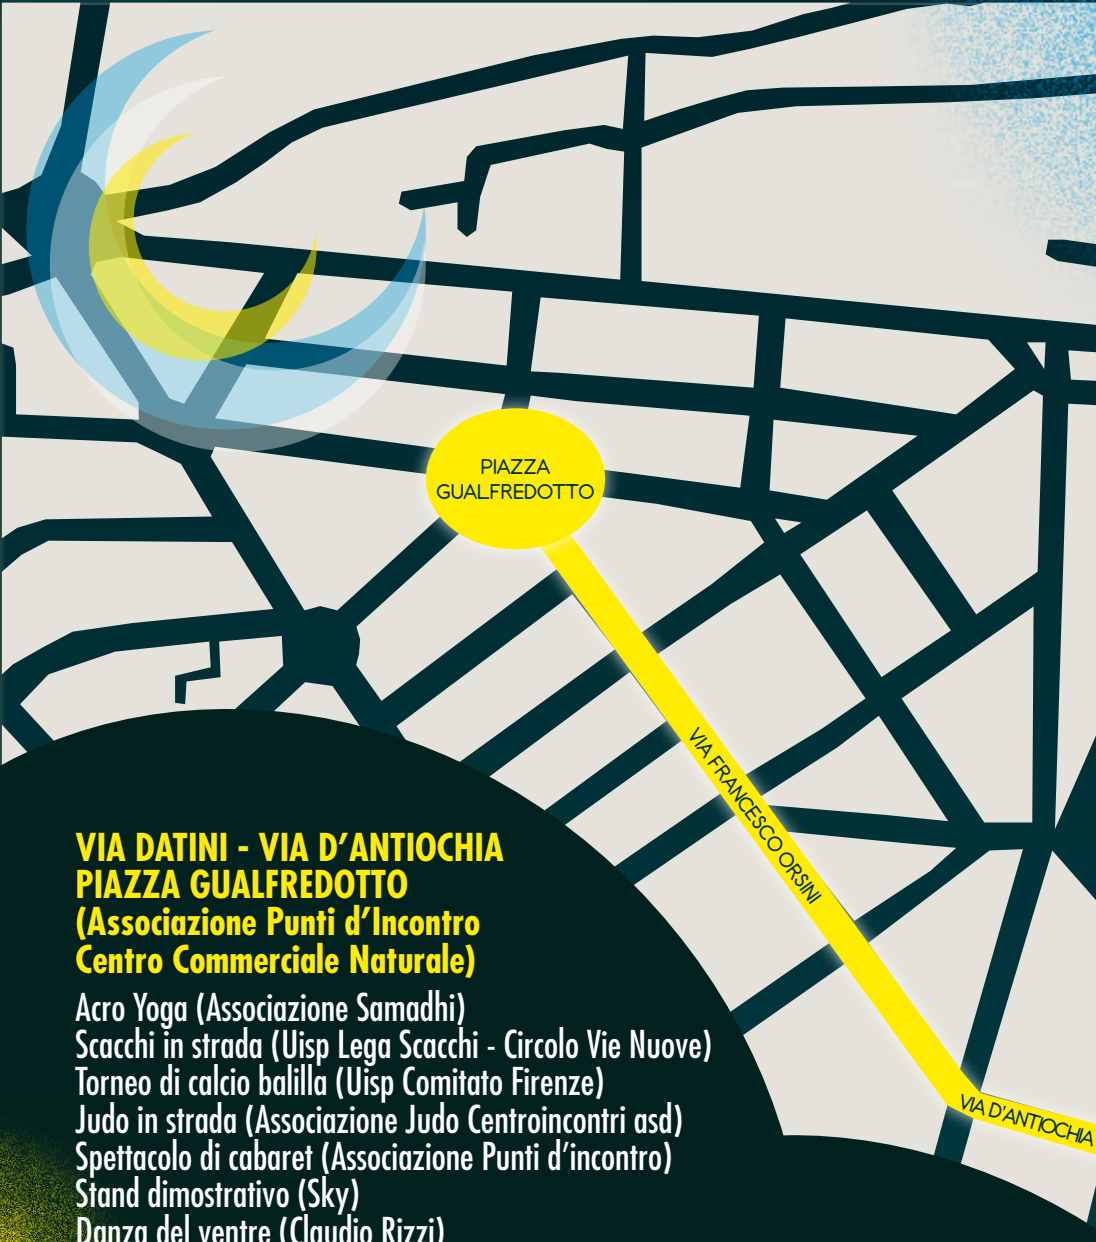 PIAZZA
GUALFREDOTTO
VIA FRANCESCO ORSINI
VIA D'ANTIOCHIA
VIA DATINI - VIA D'ANTIOCHIA
PIAZZA GUALFREDOTTO
(Associazione Punti d'Incontro
Centro Commerciale Naturale)
Acro Yoga (Associazione Samadhi)
Scacchi in strada (Uisp Lega Scacchi - Circolo Vie Nuove)
Torneo di calcio balilla (Uisp Comitato Firenze)
Judo in strada (Associazione Judo Centroincontri asd)
Spettacolo di cabaret (Associazione Punti d'incontro)
Stand dimostrativo (Sky)
Danza del ventre (Claudio Rizzi)